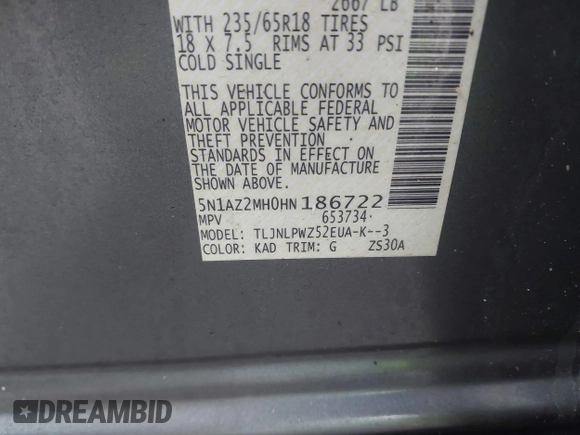 2667 LB
WITH 235/65R18 TIRES
18 X 7.5 RIMS AT 33 PSI
COLD SINGLE
THIS VEHICLE CONFORMS TO
ALL APPLICABLE FEDERAL
MOTOR VEHICLE SAFETY AND
THEFT PREVENTION
STANDARDS IN EFFECT ON
THE DATE OF MANUFACTURE
SHOWN ABOVE.
5N1AZ2MH0HN186722
MPV 653734
MODEL: TLJNLPWZ52EUA-K--3
COLOR: KAD TRIM: G ZS30A
DREAMBID